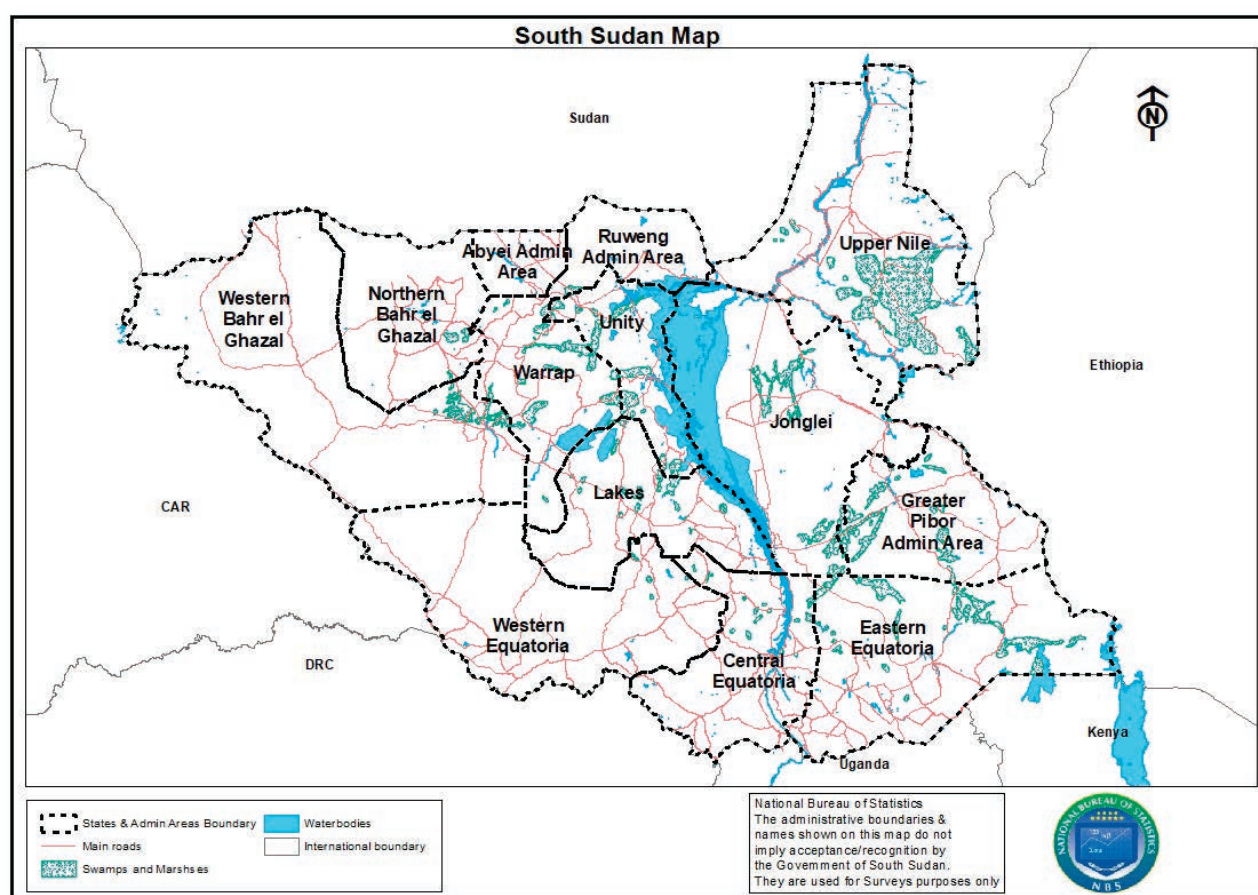 South Sudan Map
Sudan
N
Upper Nile
Abyei Admin
Area
Ruweng
Admin Area
Western
Bahr el
Ghazal
Northern
Bahr el
Ghazal
Unity
Ethiopia
Warrap
Jonglei
Lakes
Greater
Pibor
Admin Area
CAR
Western
Equatoria
Eastern
Equatoria
DRC
Central
Equatoria
Kenya
Uganda
States & Admin Areas Boundary
Waterbodies
Main roads
International boundary
Swamps and Marshses
National Bureau of Statistics
The administrative boundaries &
names shown on this map do not
imply acceptance/recognition by
the Government of South Sudan.
They are used for Surveys purposes only
NATIONAL BUREAU OF STATISTICS
NBS